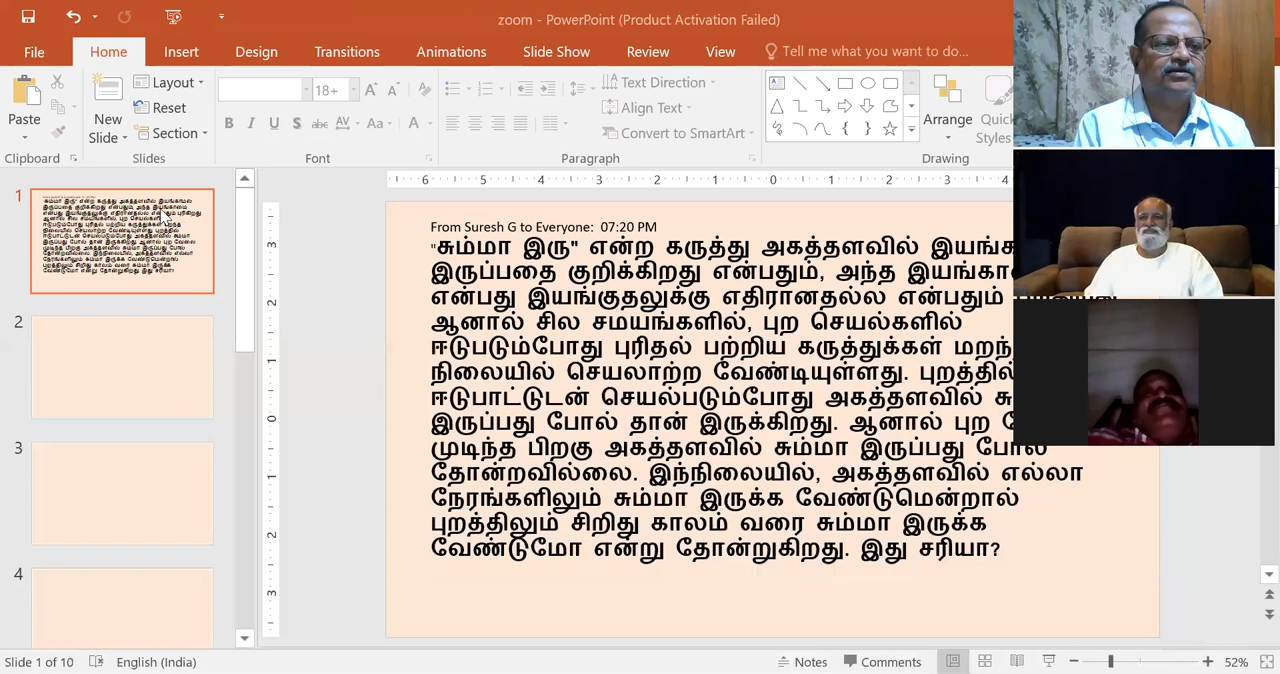 zoom - PowerPoint (Product Activation Failed)
File Home Insert Design Transitions Animations Slide Show Review View Tell me what you want to do...
Paste
New Slide
Layout
Reset
Section
18+
Text Direction
Align Text
Convert to SmartArt
Arrange
Quick Styles
Clipboard Slides Font Paragraph Drawing
1
2
3
4
From Suresh G to Everyone: 07:20 PM
"சும்மா இரு" என்ற கருத்து அகத்தளவில்
இருப்பதை குறிக்கிறது என்பதும், அந்த
என்பது இயங்குதலுக்கு எதிரானதல்ல என்பதும்
ஆனால் சில சமயங்களில், புற செயல்களில்
ஈடுபடும்போது புரிதல் பற்றிய கருத்துக்கள்
நிலையில் செயலாற்ற வேண்டியுள்ளது.
ஈடுபாட்டுடன் செயல்படும்போது அகத்தளவில்
இருப்பது போல் தான் இருக்கிறது. ஆனால் புற
முடிந்த பிறகு அகத்தளவில் சும்மா இருப்பது போல்
தோன்றவில்லை. இந்நிலையில், அகத்தளவில் எல்லா
நேரங்களிலும் சும்மா இருக்க வேண்டுமென்றால்
புறத்திலும் சிறிது காலம் வரை சும்மா இருக்க
வேண்டுமோ என்று தோன்றுகிறது. இது சரியா?
Slide 1 of 10 English (India) Notes Comments 52%